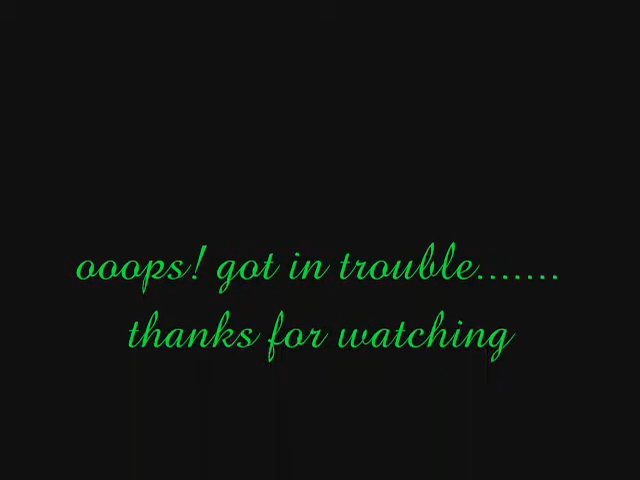 ooops! got in trouble.......
thanks for watching